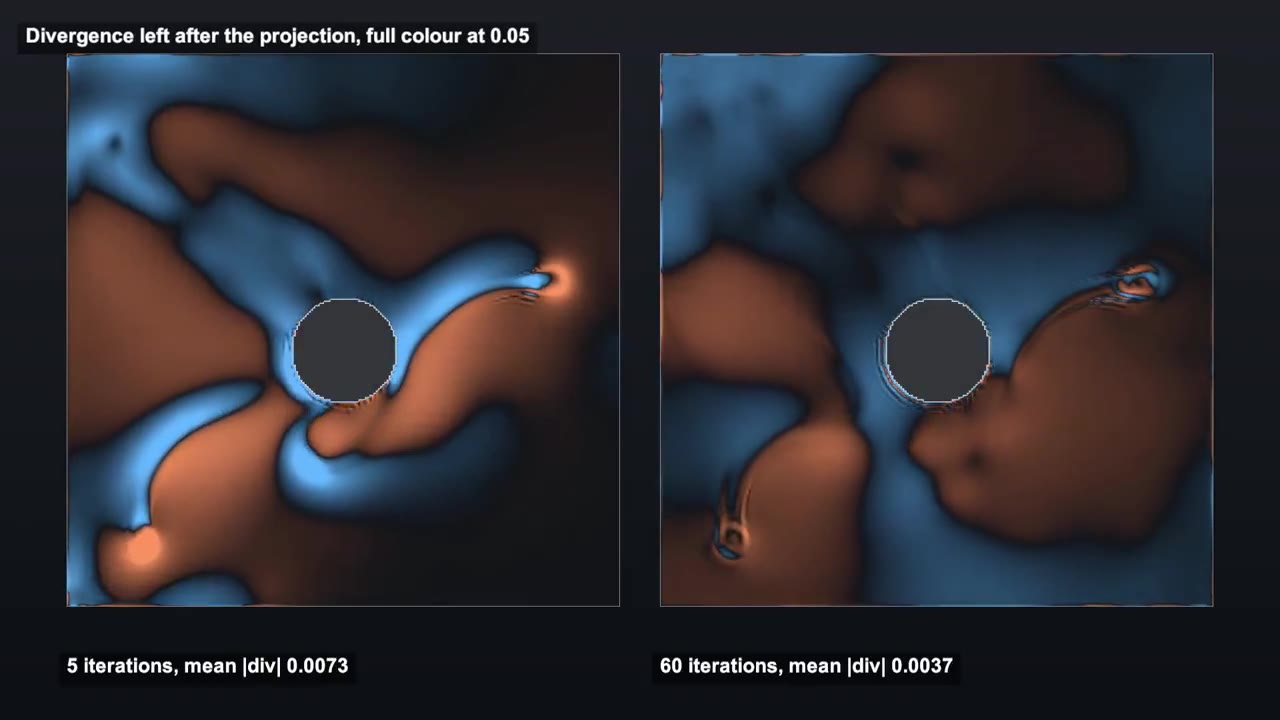 Divergence left after the projection, full colour at 0.05
5 iterations, mean |div| 0.0073
60 iterations, mean |div| 0.0037